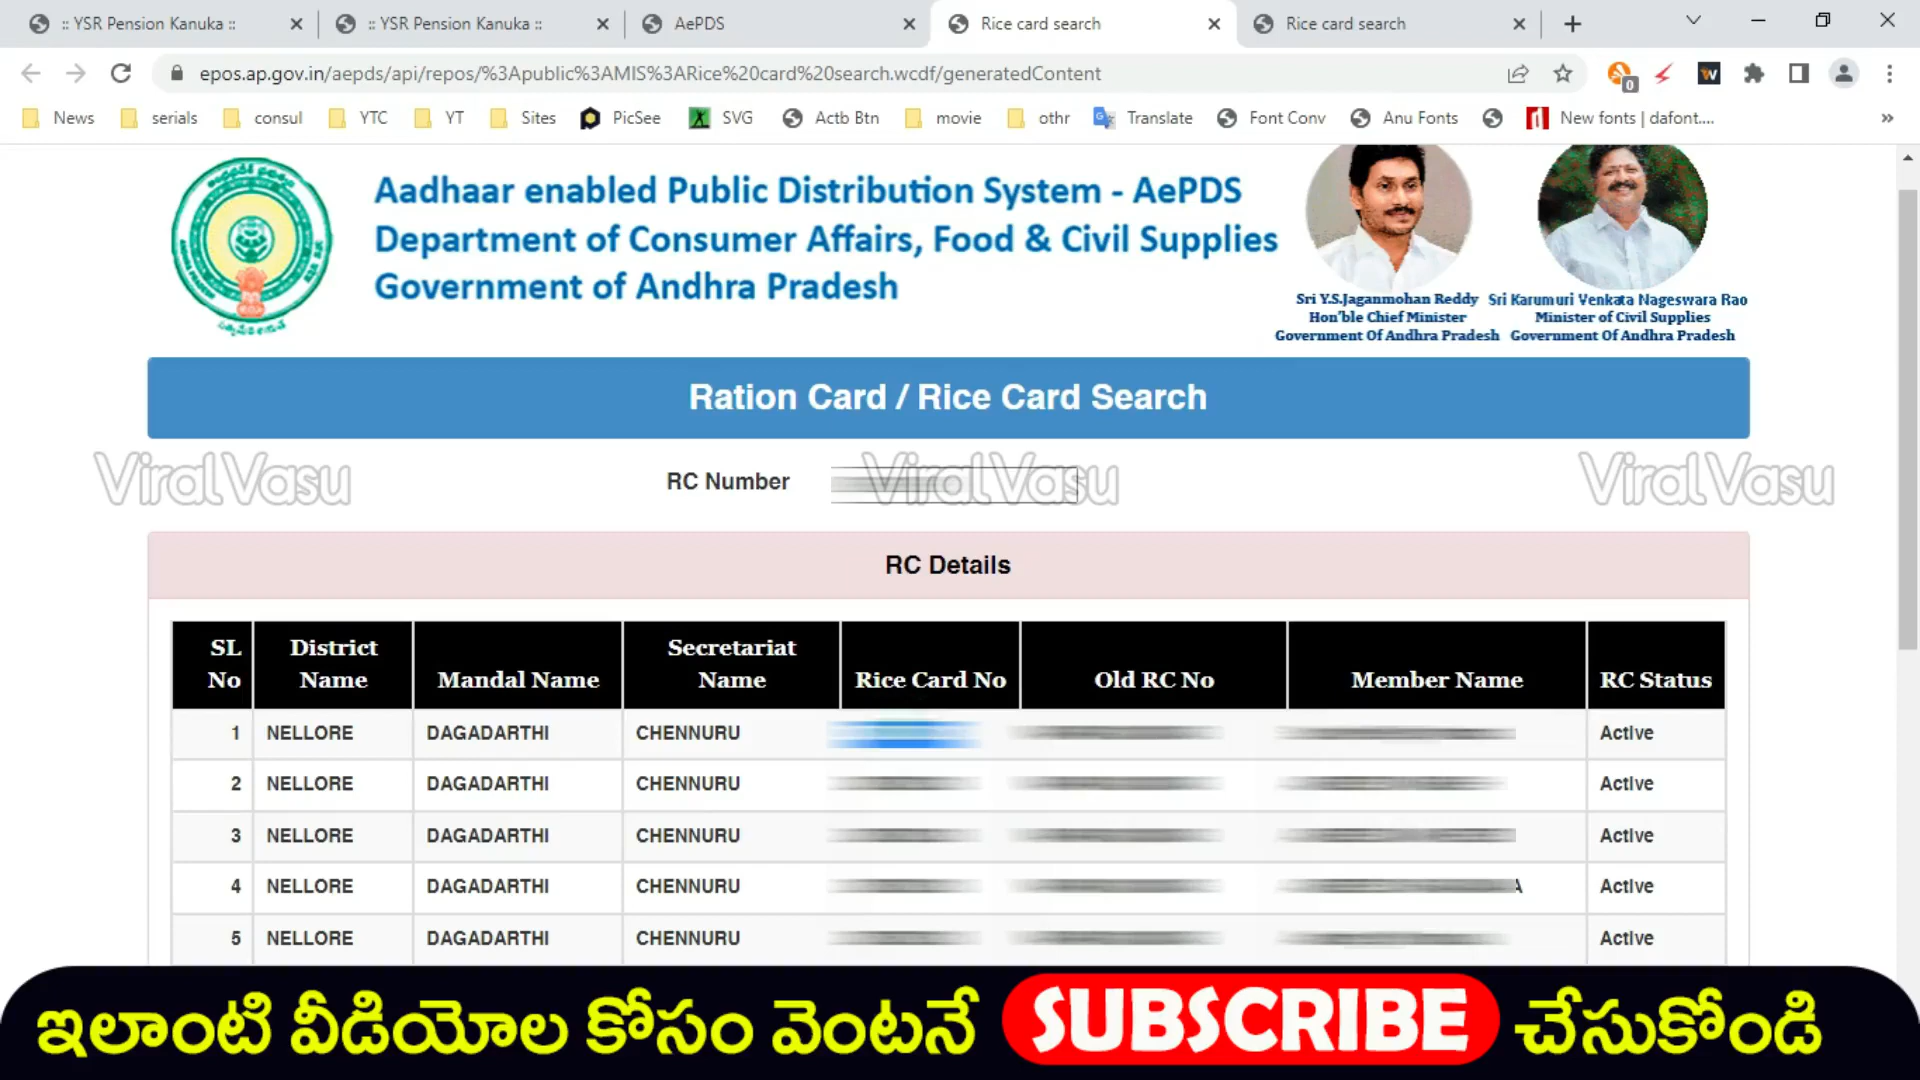 :: YSR Pension Kanuka ::
:: YSR Pension Kanuka ::
AePDS
Rice card search
Rice card search
epos.ap.gov.in/aepds/api/repos/%3Apublic%3AMIS%3ARice%20card%20search.wcdf/generatedContent
0
W
News serials consul YTC YT Sites PicSee SVG Actb Btn movie othr Translate Font Conv Anu Fonts New fonts | dafont....
Aadhaar enabled Public Distribution System - AePDS
Department of Consumer Affairs, Food & Civil Supplies
Government of Andhra Pradesh
Sri Y.S.Jaganmohan Reddy
Hon'ble Chief Minister
Government Of Andhra Pradesh
Sri Karumuri Venkata Nageswara Rao
Minister of Civil Supplies
Government Of Andhra Pradesh
Ration Card / Rice Card Search
Viral Vasu
RC Number
Viral Vasu
Viral Vasu
RC Details
SL No District Name Mandal Name Secretariat Name Rice Card No Old RC No Member Name RC Status
1 NELLORE DAGADARTHI CHENNURU Active
2 NELLORE DAGADARTHI CHENNURU Active
3 NELLORE DAGADARTHI CHENNURU Active
4 NELLORE DAGADARTHI CHENNURU A Active
5 NELLORE DAGADARTHI CHENNURU Active
ఇలాంటి వీడియోల కోసం వెంటనే SUBSCRIBE చేసుకోండి